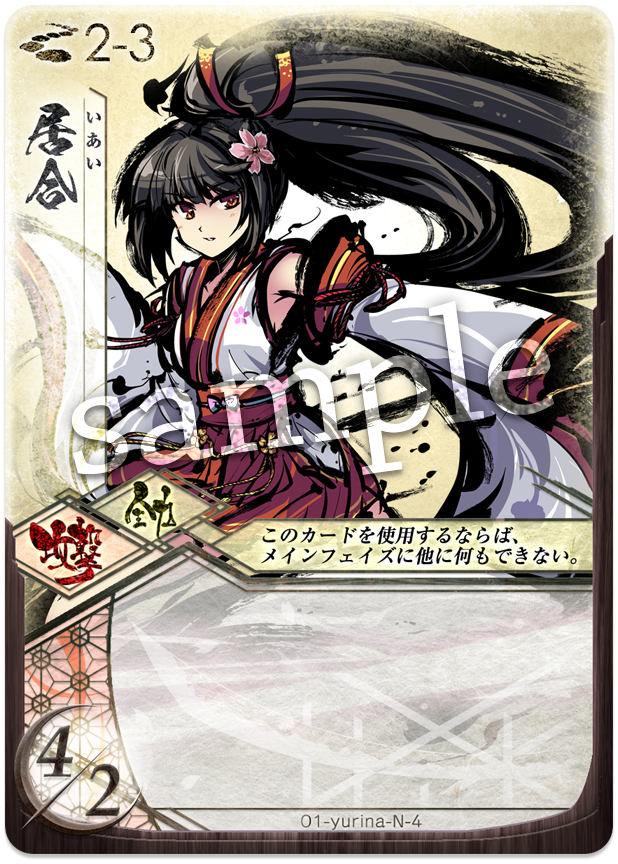 2-3
居合
いあい
sample
攻撃
全力
このカードを使用するならば、
メインフェイズに他に何もできない。
4/2
01-yurina-N-4